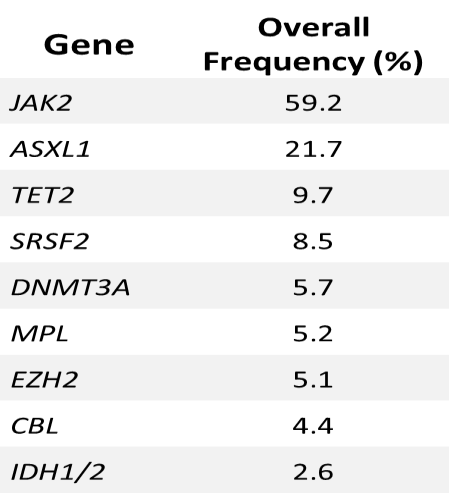 Gene Overall
Frequency (%)
JAK2 59.2
ASXL1 21.7
TET2 9.7
SRSF2 8.5
DNMT3A 5.7
MPL 5.2
EZH2 5.1
CBL 4.4
IDH1/2 2.6